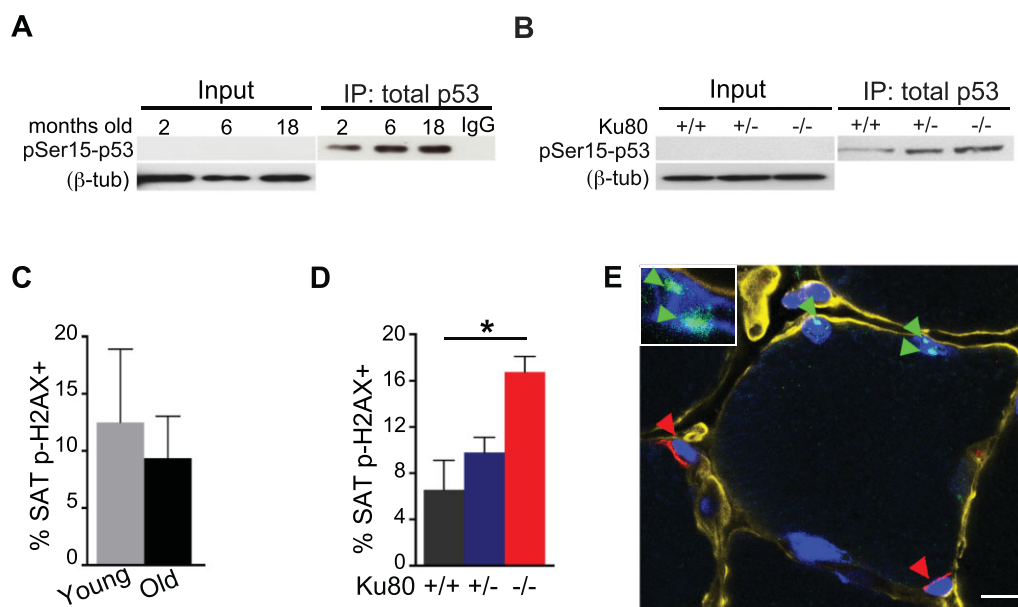 A
Input
IP: total p53
months old 2 6 18 2 6 18 IgG
pSer15-p53
(β-tub)
B
Input
IP: total p53
Ku80 +/+ +/- -/- +/+ +/- -/-
pSer15-p53
(β-tub)
C
% SAT p-H2AX+
20
15
10
5
0
Young Old
D
% SAT p-H2AX+
20
16
12
8
4
0
*
Ku80 +/+ +/- -/-
E